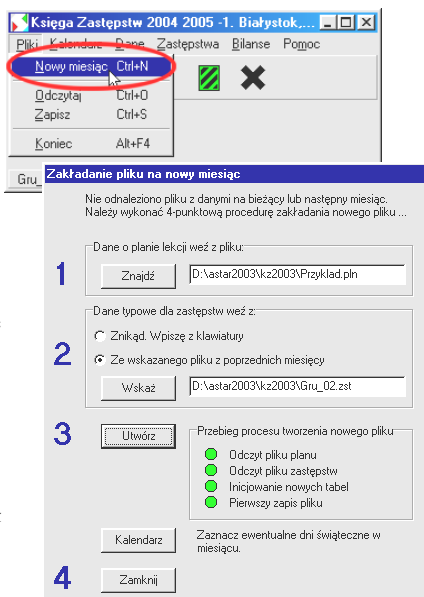 Księga Zastępstw 2004 2005 -1. Białystok,...
Pliki Kalendarz Dane Zastępstwa Bilanse Pomoc
Nowy miesiąc Ctrl+N
Odczytaj Ctrl+O
Zapisz Ctrl+S
Koniec Alt+F4
Gru_
Zakładanie pliku na nowy miesiąc
Nie odnaleziono pliku z danymi na bieżący lub następny miesiąc.
Należy wykonać 4-punktową procedurę zakładania nowego pliku ...
Dane o planie lekcji weź z pliku:
1 Znajdź D:\astar2003\kz2003\Przyklad.pln
Dane typowe dla zastępstw weź z:
Znikąd. Wpiszę z klawiatury
2
Ze wskazanego pliku z poprzednich miesięcy
Wskaż D:\astar2003\kz2003\Gru_02.zst
3 Utwórz
Przebieg procesu tworzenia nowego pliku
Odczyt pliku planu
Odczyt pliku zastępstw
Inicjowanie nowych tabel
Pierwszy zapis pliku
Kalendarz
Zaznacz ewentualne dni świąteczne w
miesiącu.
4 Zamknij